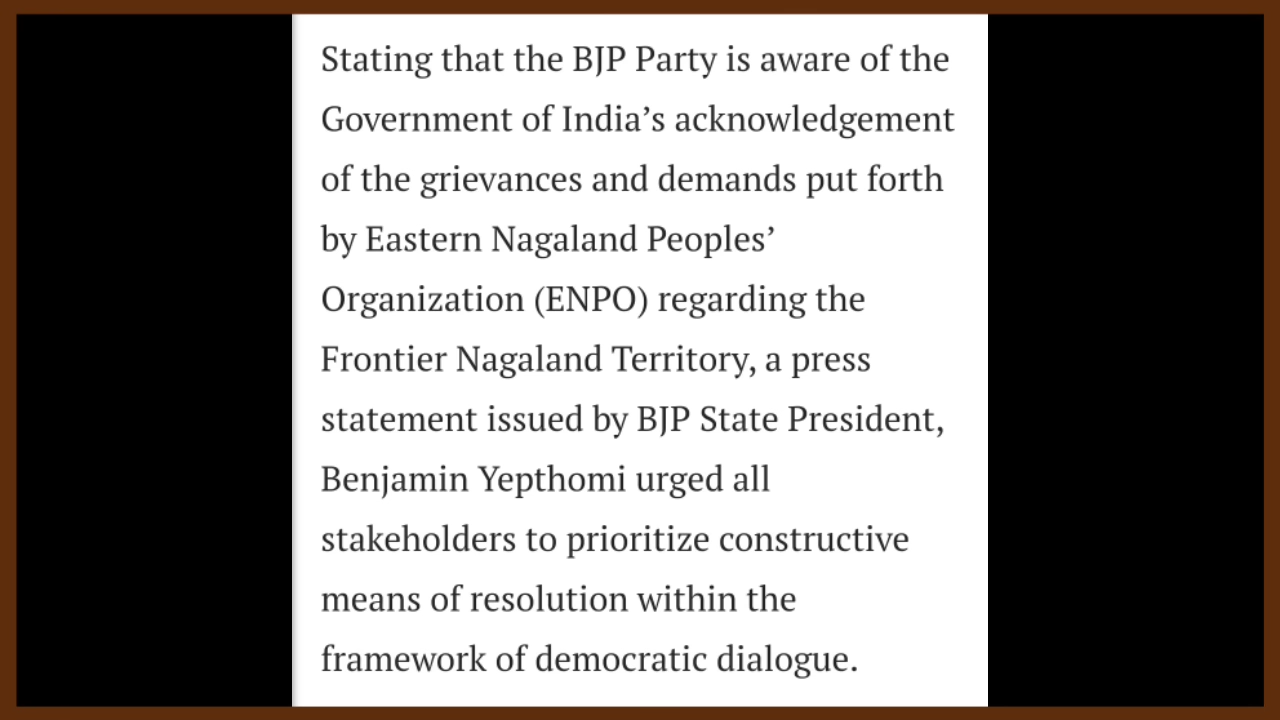 Stating that the BJP Party is aware of the
Government of India’s acknowledgement
of the grievances and demands put forth
by Eastern Nagaland Peoples’
Organization (ENPO) regarding the
Frontier Nagaland Territory, a press
statement issued by BJP State President,
Benjamin Yepthomi urged all
stakeholders to prioritize constructive
means of resolution within the
framework of democratic dialogue.